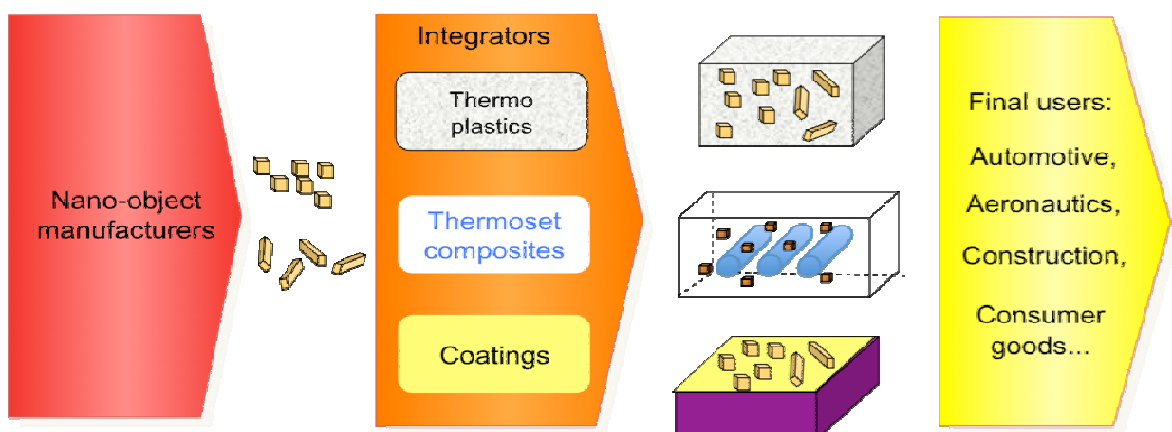 Nano-object
manufacturers
Integrators
Thermo
plastics
Thermoset
composites
Coatings
Final users:
Automotive,
Aeronautics,
Construction,
Consumer
goods...